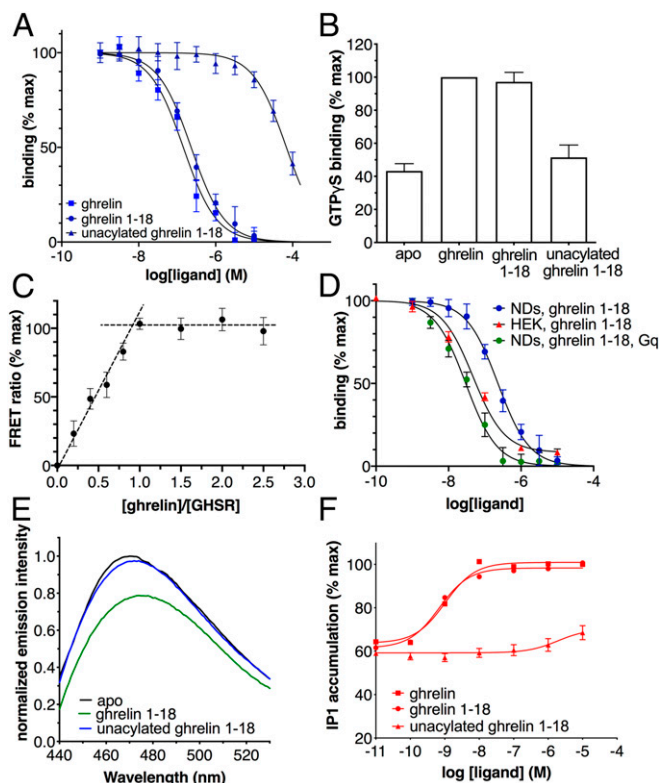 A
binding (% max)
100
50
0
-10
-8
-6
-4
log[ligand] (M)
ghrelin
ghrelin 1-18
unacylated ghrelin 1-18
B
GTPγS binding (% max)
120
100
80
60
40
20
0
apo
ghrelin
ghrelin
1-18
unacylated
ghrelin 1-18
C
FRET ratio (% max)
100
50
0
0.0
0.5
1.0
1.5
2.0
2.5
3.0
[ghrelin]/[GHSR]
D
binding (% max)
100
50
0
-10
-8
-6
-4
log[ligand]
NDs, ghrelin 1-18
HEK, ghrelin 1-18
NDs, ghrelin 1-18, Gq
E
normalized emission intensity
1.0
0.8
0.6
0.4
0.2
0.0
440
460
480
500
520
Wavelength (nm)
apo
ghrelin 1-18
unacylated ghrelin 1-18
F
IP1 accumulation (% max)
100
80
60
40
20
-11
-10
-9
-8
-7
-6
-5
-4
log [ligand] (M)
ghrelin
ghrelin 1-18
unacylated ghrelin 1-18